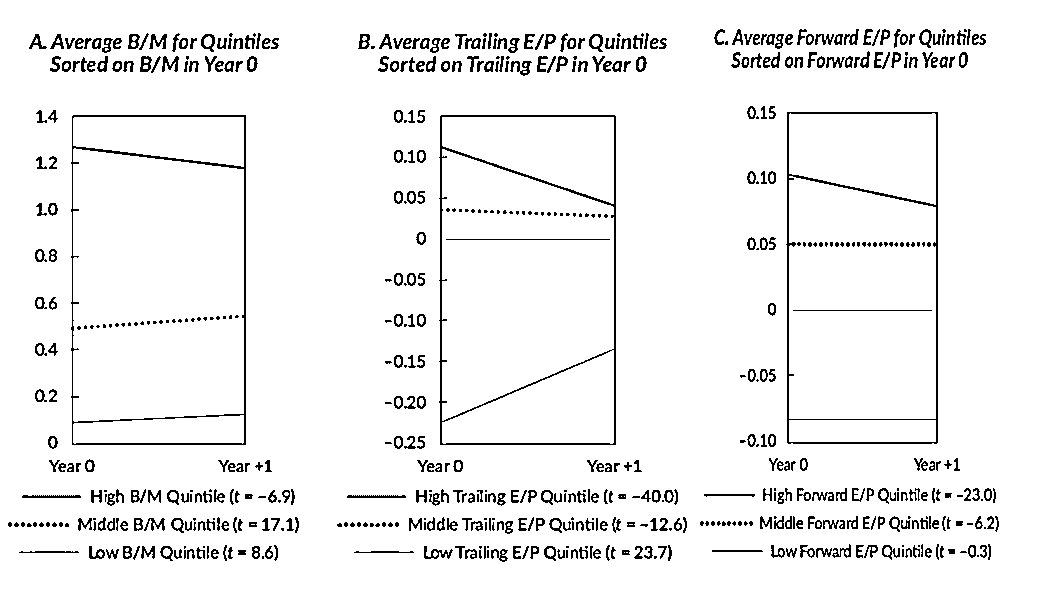 A. Average B/M for Quintiles
Sorted on B/M in Year 0
1.4
1.2
1.0
0.8
0.6
0.4
0.2
0
Year 0 Year +1
High B/M Quintile (t = −6.9)
Middle B/M Quintile (t = 17.1)
Low B/M Quintile (t = 8.6)
B. Average Trailing E/P for Quintiles
Sorted on Trailing E/P in Year 0
0.15
0.10
0.05
0
−0.05
−0.10
−0.15
−0.20
−0.25
Year 0 Year +1
High Trailing E/P Quintile (t = −40.0)
Middle Trailing E/P Quintile (t = −12.6)
Low Trailing E/P Quintile (t = 23.7)
C. Average Forward E/P for Quintiles
Sorted on Forward E/P in Year 0
0.15
0.10
0.05
0
−0.05
−0.10
Year 0 Year +1
High Forward E/P Quintile (t = −23.0)
Middle Forward E/P Quintile (t = −6.2)
Low Forward E/P Quintile (t = −0.3)